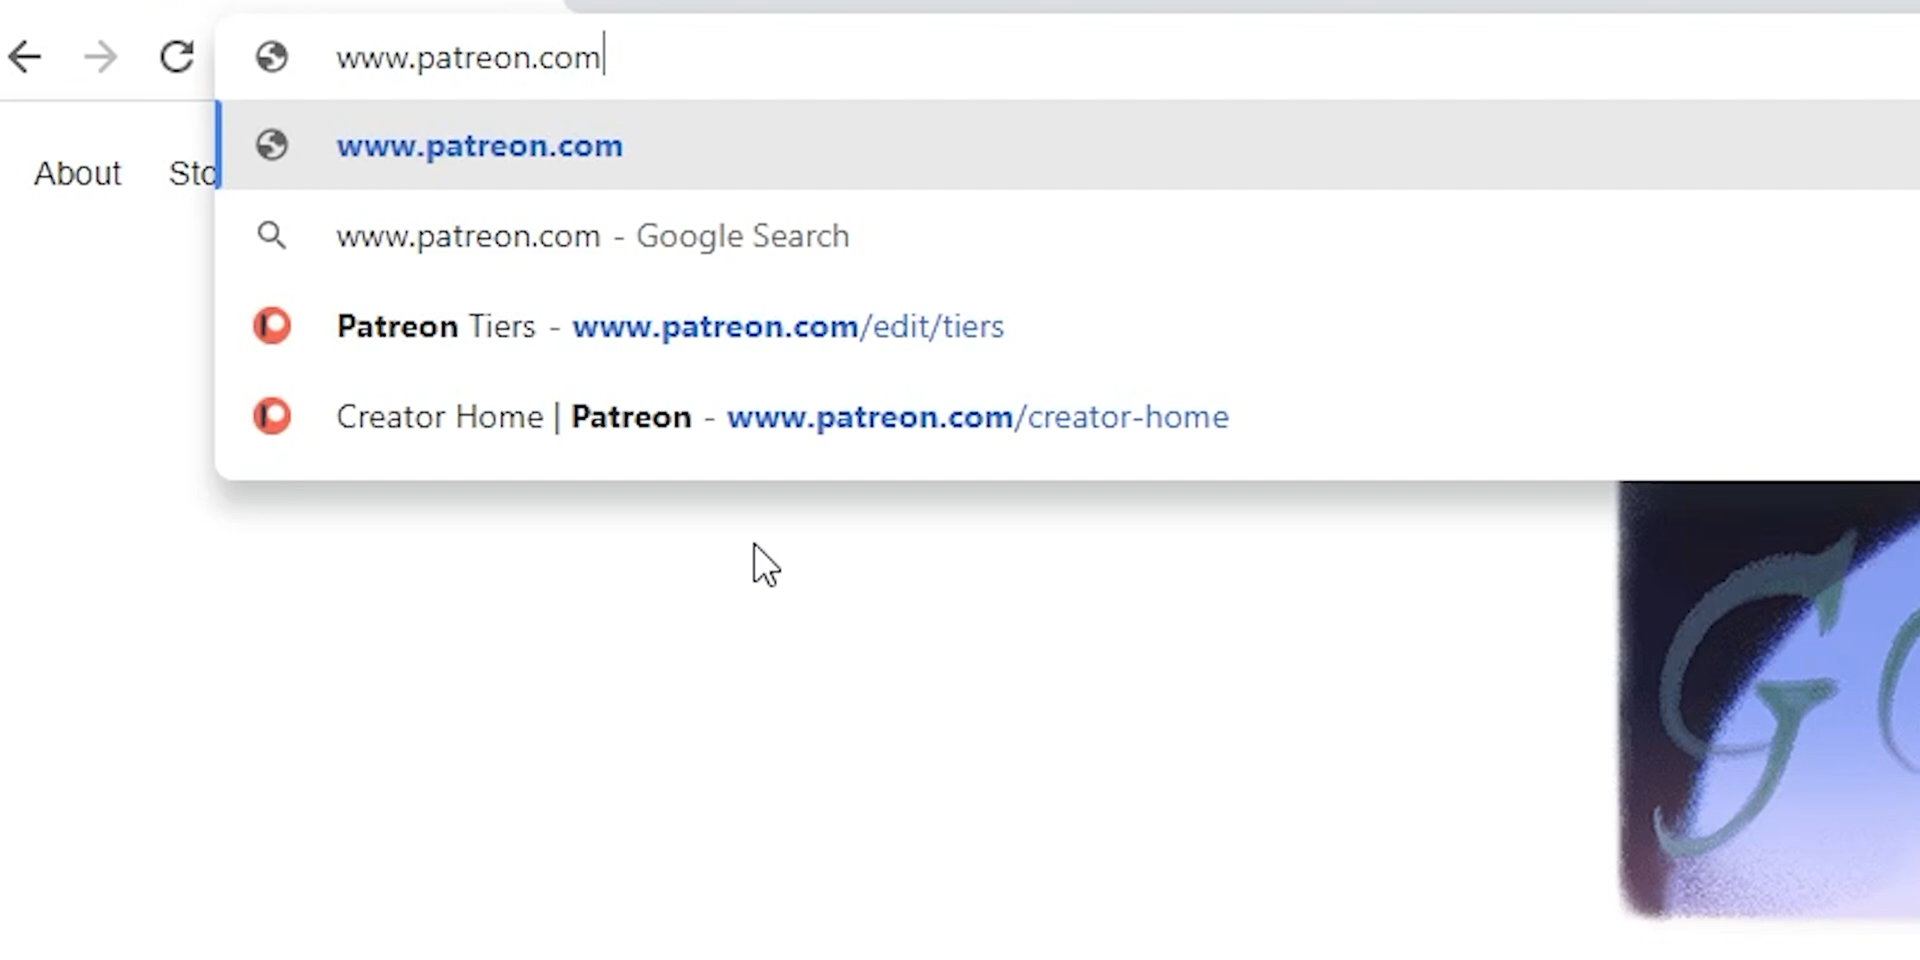 www.patreon.com
www.patreon.com
About
www.patreon.com - Google Search
Patreon Tiers - www.patreon.com/edit/tiers
Creator Home | Patreon - www.patreon.com/creator-home
G